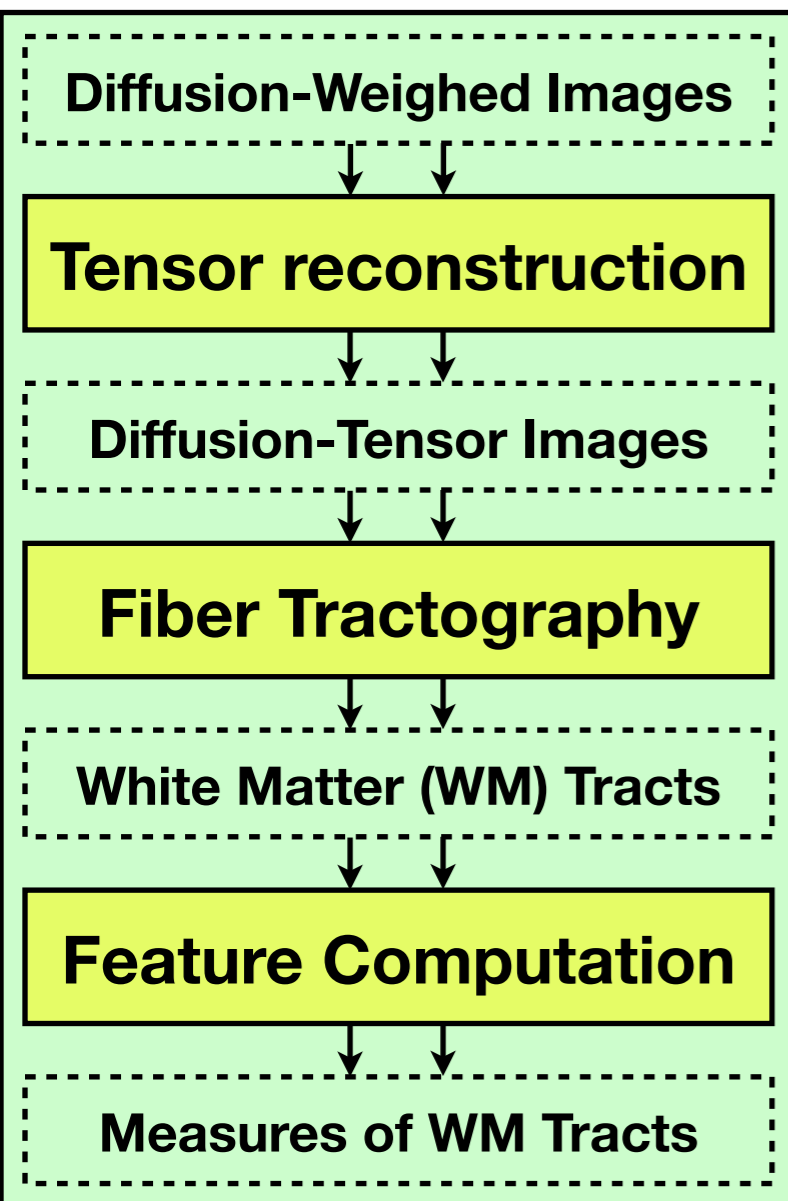 Diffusion-Weighed Images
Tensor reconstruction
Diffusion-Tensor Images
Fiber Tractography
White Matter (WM) Tracts
Feature Computation
Measures of WM Tracts